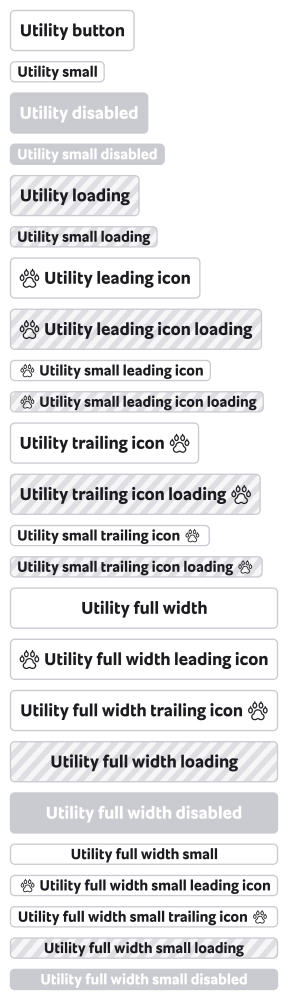 Utility button
Utility small
Utility disabled
Utility small disabled
Utility loading
Utility small loading
Utility leading icon
Utility leading icon loading
Utility small leading icon
Utility small leading icon loading
Utility trailing icon
Utility trailing icon loading
Utility small trailing icon
Utility small trailing icon loading
Utility full width
Utility full width leading icon
Utility full width trailing icon
Utility full width loading
Utility full width disabled
Utility full width small
Utility full width small leading icon
Utility full width small trailing icon
Utility full width small loading
Utility full width small disabled